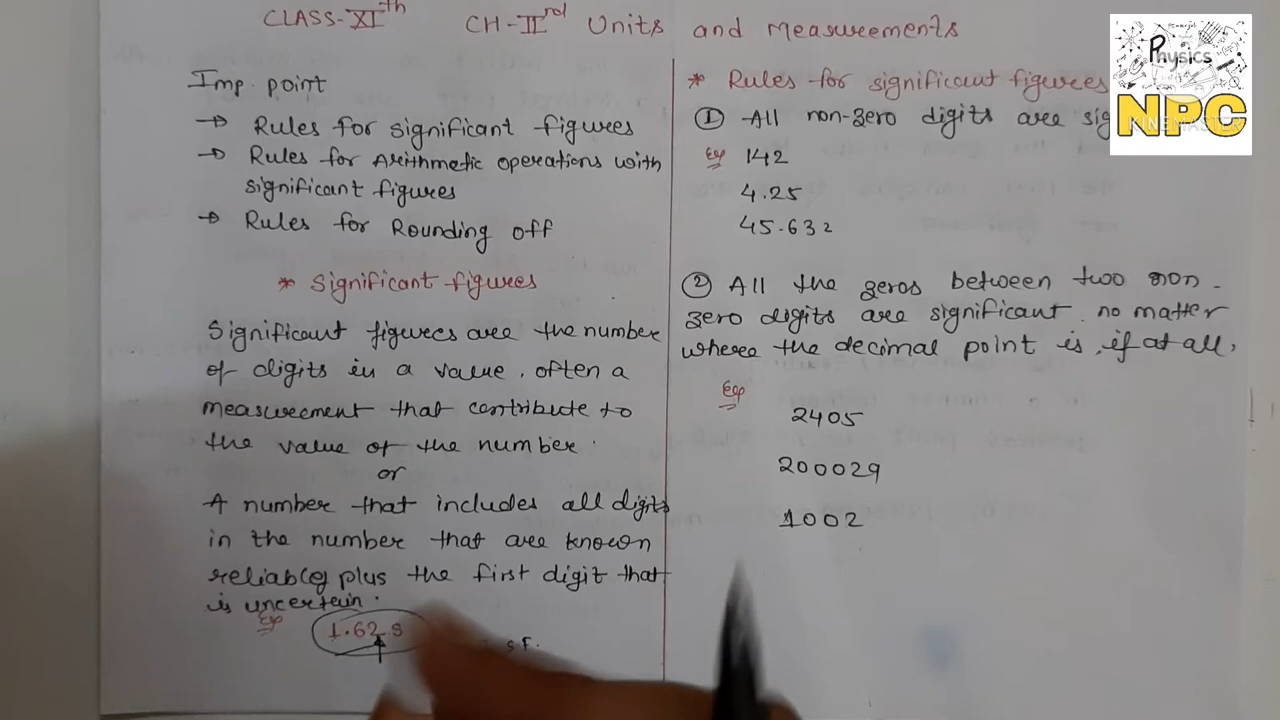 CLASS-XIth CH-IIrd Units and Measurements
Imp. point
→ Rules for significant figures
→ Rules for Arithmetic operations with
significant figures
→ Rules for Rounding off
* Significant figures
Significant figures are the number
of digits in a value, often a
measurement that contribute to
the value of the number.
or
A number that includes all digits
in the number that are known
reliably plus the first digit that
is uncertain.
Exp
1.62 s
S F.
* Rules for significant figures
① All non-zero digits are sig
Exp 142
4.25
45.632
② All the zeros between two non-
zero digits are significant no matter
where the decimal point is, if at all,
Exp
2405
200029
1002
Physics
NPC